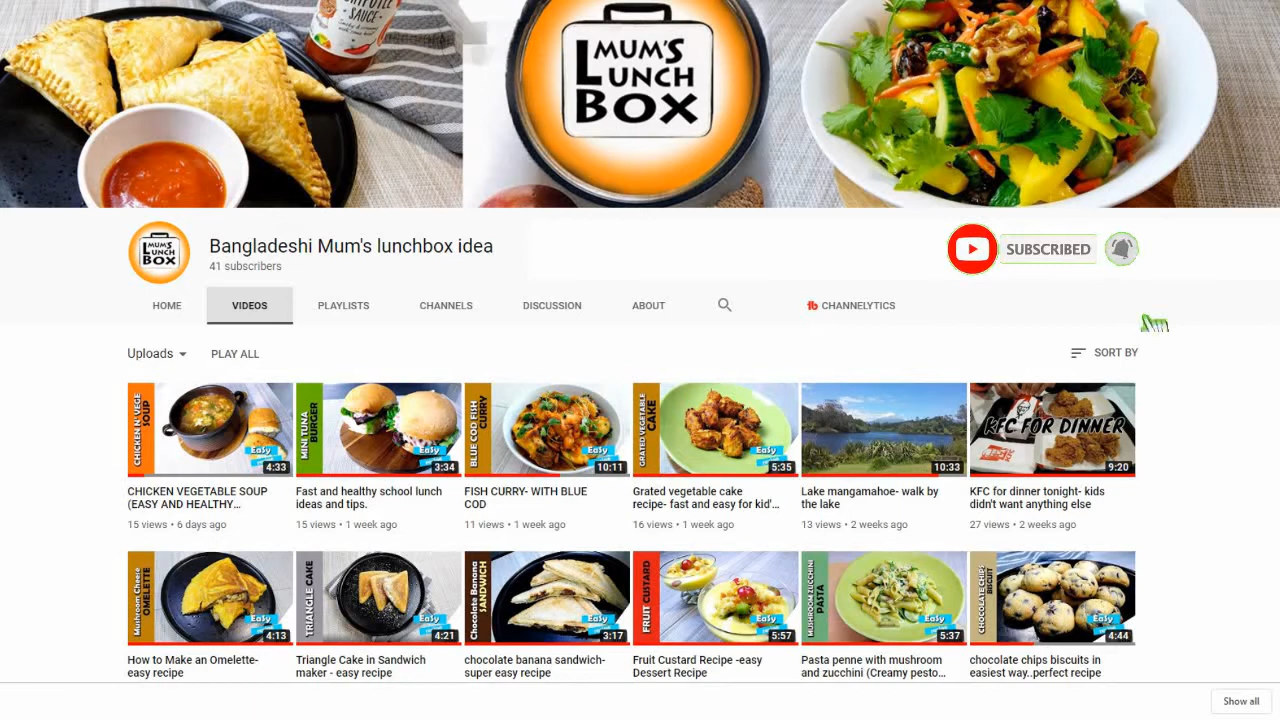 CHIPOTLE
SAUCE
MUM'S
LUNCH
BOX
MUM'S
LUNCH
BOX
Bangladeshi Mum's lunchbox idea
41 subscribers
SUBSCRIBED
HOME
VIDEOS
PLAYLISTS
CHANNELS
DISCUSSION
ABOUT
CHANNELYTICS
Uploads
PLAY ALL
SORT BY
CHICKEN N VEGE
SOUP
Easy
4:33
MINI TUNA
BURGER
Easy
3:34
BLUE COD FISH
CURRY
Easy
10:11
GRATED VEGETABLE
CAKE
Easy
5:35
10:33
KFC FOR DINNER
9:20
CHICKEN VEGETABLE SOUP
(EASY AND HEALTHY...
15 views • 6 days ago
Fast and healthy school lunch
ideas and tips.
15 views • 1 week ago
FISH CURRY- WITH BLUE
COD
11 views • 1 week ago
Grated vegetable cake
recipe- fast and easy for kid'...
16 views • 1 week ago
Lake mangamahoe- walk by
the lake
13 views • 2 weeks ago
KFC for dinner tonight- kids
didn't want anything else
27 views • 2 weeks ago
Mushroom Cheese
OMELETTE
Easy
4:13
TRIANGLE CAKE
Easy
4:21
Chocolate Banana
SANDWICH
Easy
3:17
FRUIT CUSTARD
Easy
5:57
MUSHROOM ZUCCHINI
PASTA
Easy
5:37
CHOCOLATE CHIPS
BISCUIT
Easy
4:44
How to Make an Omelette-
easy recipe
Triangle Cake in Sandwich
maker - easy recipe
chocolate banana sandwich-
super easy recipe
Fruit Custard Recipe -easy
Dessert Recipe
Pasta penne with mushroom
and zucchini (Creamy pesto...
chocolate chips biscuits in
easiest way..perfect recipe
Show all